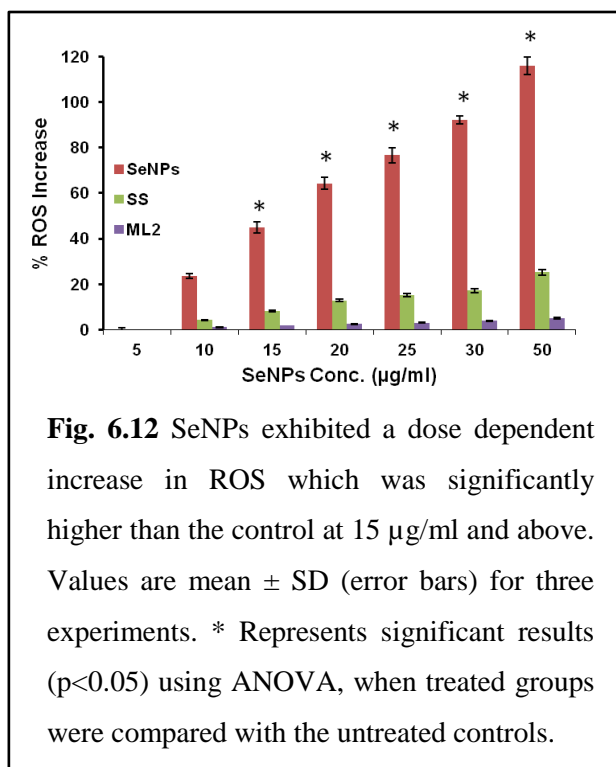 120
100
80
60
40
20
0
% ROS Increase
SeNPs
SS
ML2
*
*
*
*
*
*
5 10 15 20 25 30 50
SeNPs Conc. (µg/ml)
Fig. 6.12 SeNPs exhibited a dose dependent
increase in ROS which was significantly
higher than the control at 15 µg/ml and above.
Values are mean ± SD (error bars) for three
experiments. * Represents significant results
(p<0.05) using ANOVA, when treated groups
were compared with the untreated controls.